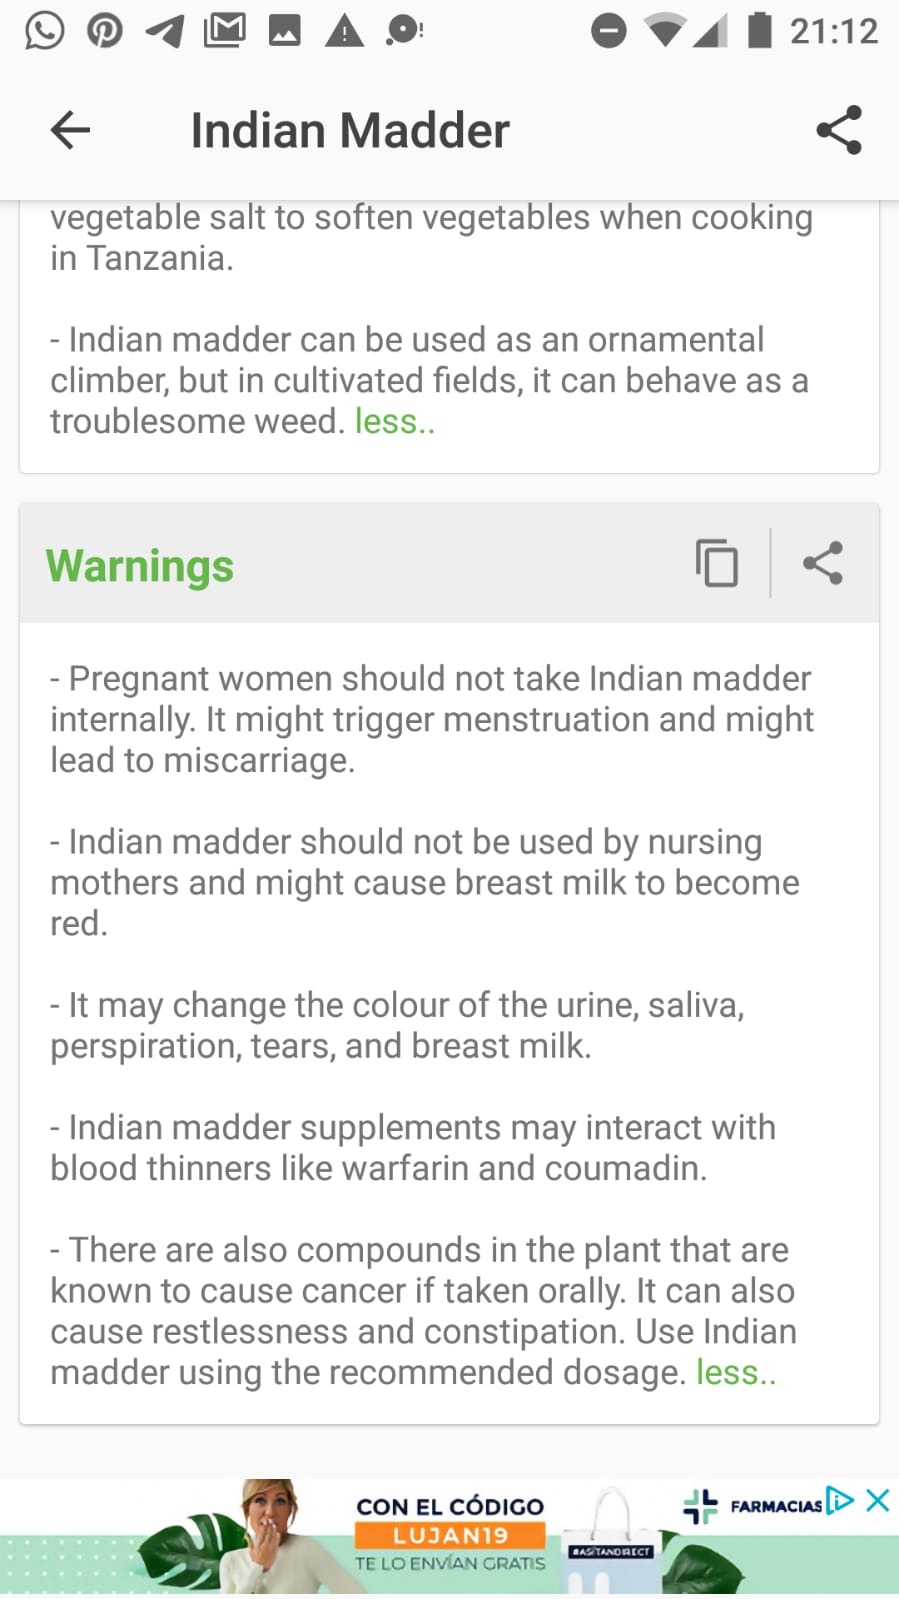 21:12
Indian Madder
vegetable salt to soften vegetables when cooking
in Tanzania.
- Indian madder can be used as an ornamental
climber, but in cultivated fields, it can behave as a
troublesome weed. less..
Warnings
- Pregnant women should not take Indian madder
internally. It might trigger menstruation and might
lead to miscarriage.
- Indian madder should not be used by nursing
mothers and might cause breast milk to become
red.
- It may change the colour of the urine, saliva,
perspiration, tears, and breast milk.
- Indian madder supplements may interact with
blood thinners like warfarin and coumadin.
- There are also compounds in the plant that are
known to cause cancer if taken orally. It can also
cause restlessness and constipation. Use Indian
madder using the recommended dosage. less..
CON EL CÓDIGO
LUJAN19
TE LO ENVÍAN GRATIS
#ASÍTANDIRECT
FARMACIAS